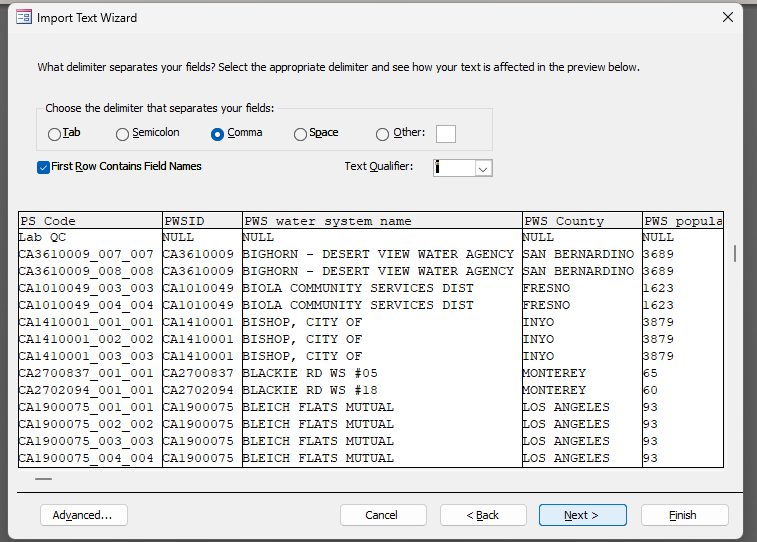 Import Text Wizard
What delimiter separates your fields? Select the appropriate delimiter and see how your text is affected in the preview below.
Choose the delimiter that separates your fields:
Tab Semicolon Comma Space Other:
First Row Contains Field Names Text Qualifier: "
PS Code PWSID PWS water system name PWS County PWS popula
Lab QC NULL NULL NULL NULL
CA3610009_007_007 CA3610009 BIGHORN - DESERT VIEW WATER AGENCY SAN BERNARDINO 3689
CA3610009_008_008 CA3610009 BIGHORN - DESERT VIEW WATER AGENCY SAN BERNARDINO 3689
CA1010049_003_003 CA1010049 BIOLA COMMUNITY SERVICES DIST FRESNO 1623
CA1010049_004_004 CA1010049 BIOLA COMMUNITY SERVICES DIST FRESNO 1623
CA1410001_001_001 CA1410001 BISHOP, CITY OF INYO 3879
CA1410001_002_002 CA1410001 BISHOP, CITY OF INYO 3879
CA1410001_003_003 CA1410001 BISHOP, CITY OF INYO 3879
CA2700837_001_001 CA2700837 BLACKIE RD WS #05 MONTEREY 65
CA2702094_001_001 CA2702094 BLACKIE RD WS #18 MONTEREY 60
CA1900075_001_001 CA1900075 BLEICH FLATS MUTUAL LOS ANGELES 93
CA1900075_002_002 CA1900075 BLEICH FLATS MUTUAL LOS ANGELES 93
CA1900075_003_003 CA1900075 BLEICH FLATS MUTUAL LOS ANGELES 93
CA1900075_004_004 CA1900075 BLEICH FLATS MUTUAL LOS ANGELES 93
Advanced... Cancel < Back Next > Finish